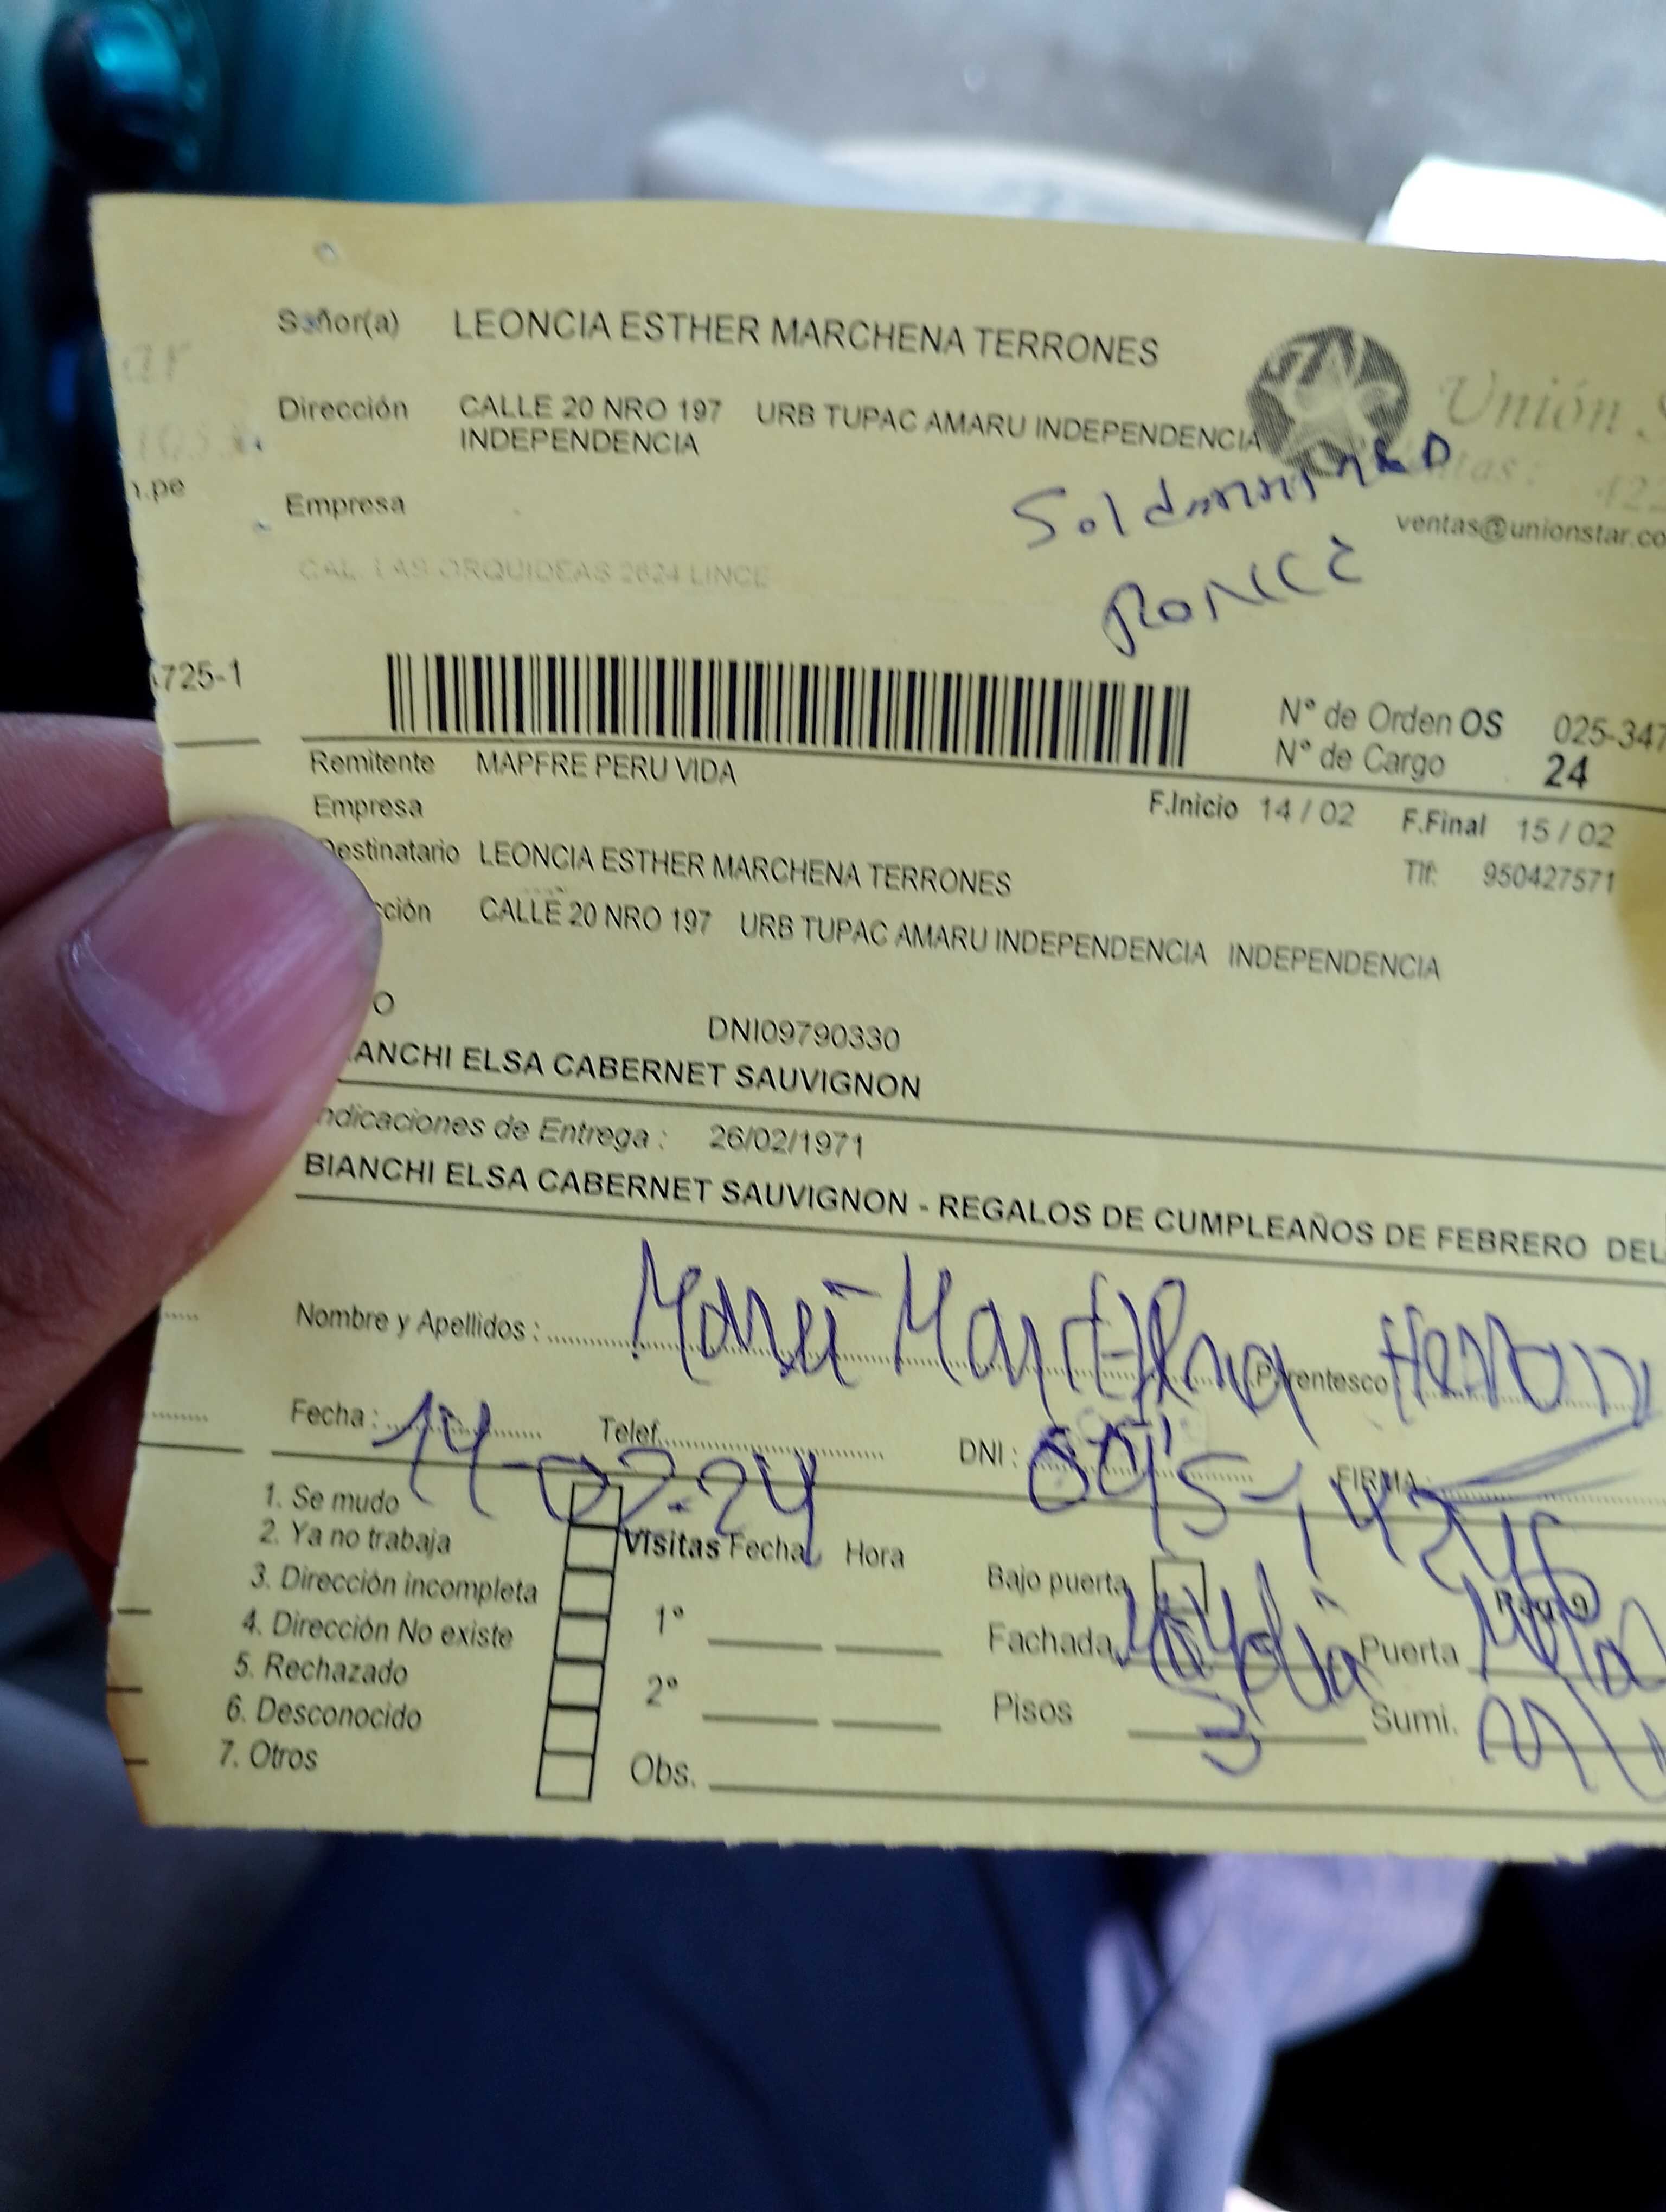 Señor(a) LEONCIA ESTHER MARCHENA TERRONES
Dirección CALLE 20 NRO 197 URB TUPAC AMARU INDEPENDENCIA
INDEPENDENCIA
Unión
Empresa
ventas@unionstar.co
n.pe
CAL. LAS ORQUIDEAS 2624 LINCE
725-1
N° de Orden OS 025-347
N° de Cargo 24
Remitente MAPFRE PERU VIDA
Empresa
F.Inicio 14 / 02 F.Final 15 / 02
Destinatario LEONCIA ESTHER MARCHENA TERRONES
Tlf: 950427571
cción CALLE 20 NRO 197 URB TUPAC AMARU INDEPENDENCIA INDEPENDENCIA
O
DNI09790330
IANCHI ELSA CABERNET SAUVIGNON
Indicaciones de Entrega : 26/02/1971
BIANCHI ELSA CABERNET SAUVIGNON - REGALOS DE CUMPLEAÑOS DE FEBRERO DEL
Nombre y Apellidos : Parentesco
Fecha : 14-02-24 Telef. DNI : FIRMA
1. Se mudo
2. Ya no trabaja
3. Dirección incompleta
4. Dirección No existe
5. Rechazado
6. Desconocido
7. Otros
Visitas Fecha Hora
1°
2°
Obs.
Bajo puerta
Fachada Puerta
Pisos 3 Sumi.